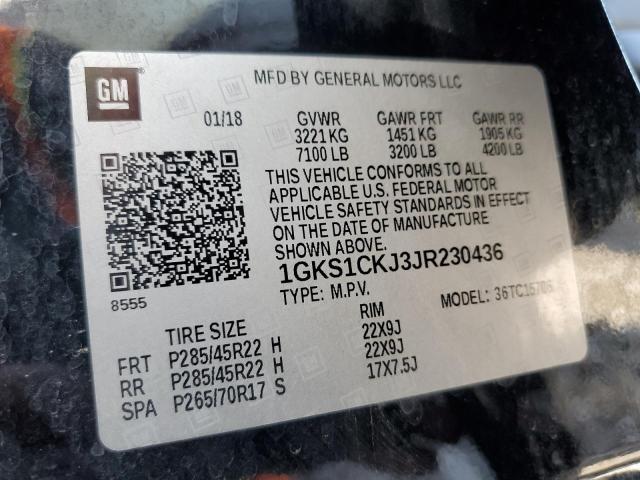 GM
MFD BY GENERAL MOTORS LLC
01/18 GVWR GAWR FRT GAWR RR
3221 KG 1451 KG 1905 KG
7100 LB 3200 LB 4200 LB
THIS VEHICLE CONFORMS TO ALL
APPLICABLE U.S. FEDERAL MOTOR
VEHICLE SAFETY STANDARDS IN EFFECT
ON THE DATE OF MANUFACTURE
SHOWN ABOVE.
1GKS1CKJ3JR230436
8555 TYPE: M.P.V. MODEL: 36TC15706
TIRE SIZE RIM
FRT P285/45R22 H 22X9J
RR P285/45R22 H 22X9J
SPA P265/70R17 S 17X7.5J